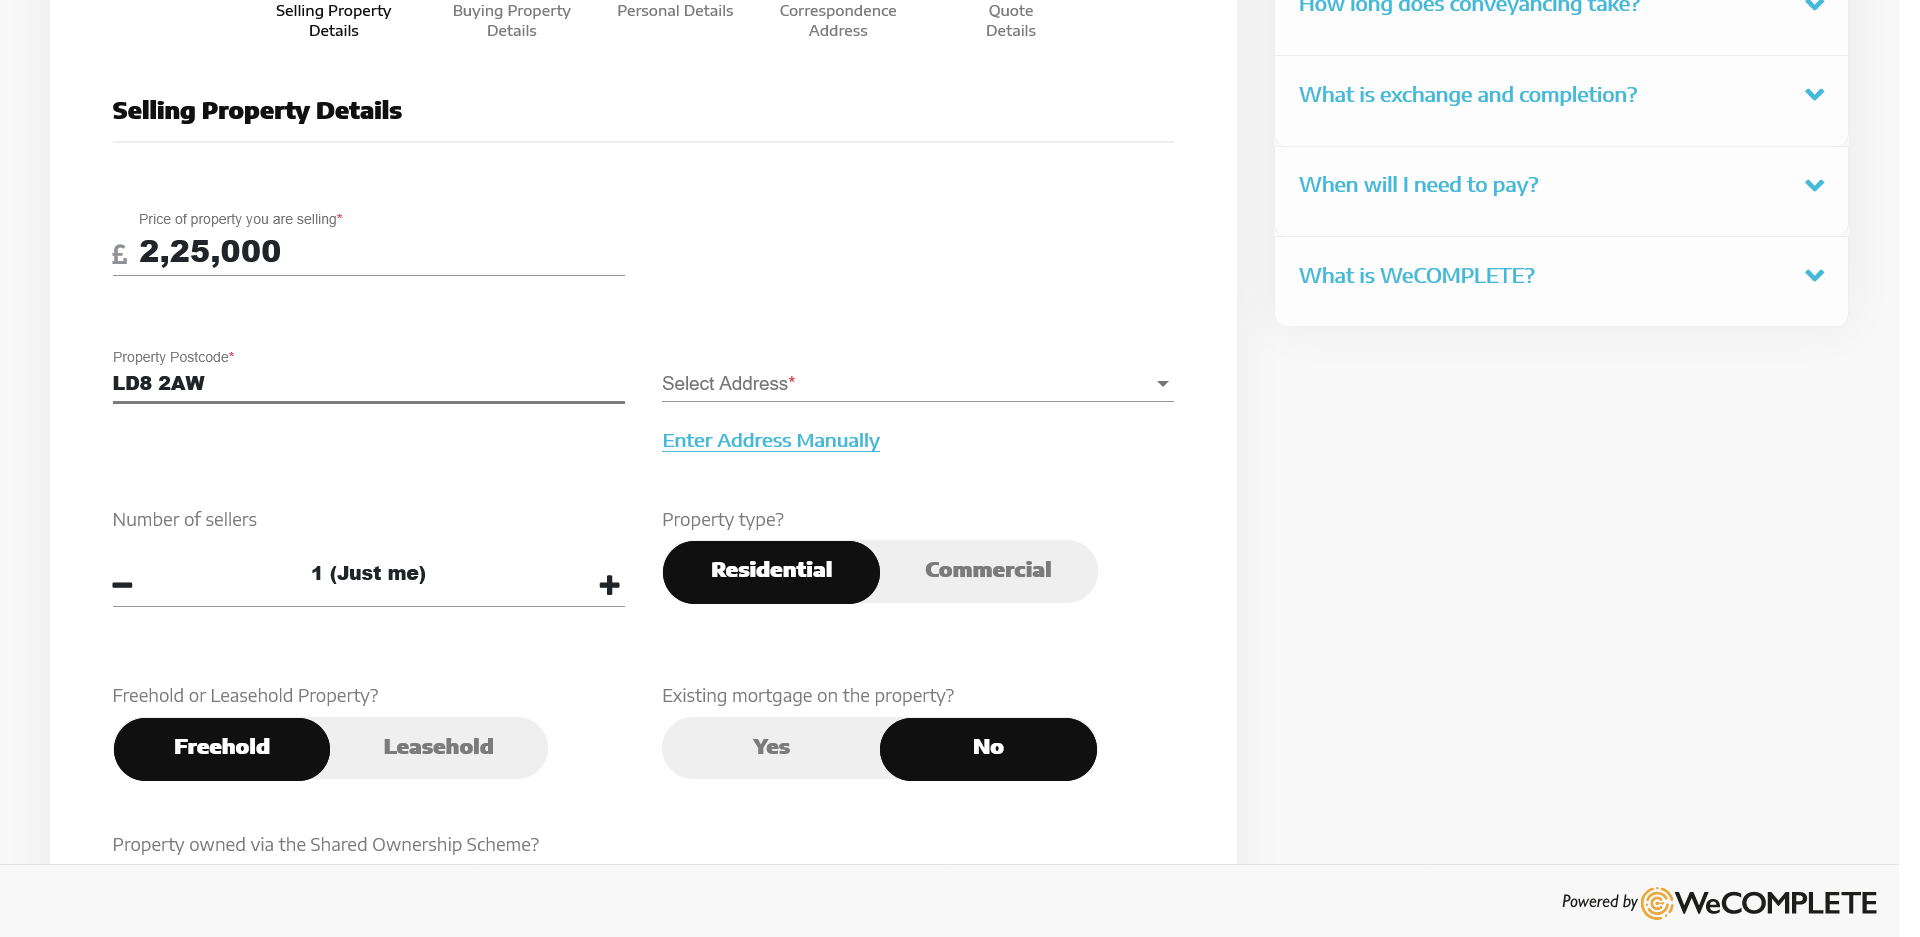 Selling Property
Details
Buying Property
Details
Personal Details
Correspondence
Address
Quote
Details
Selling Property Details
Price of property you are selling*
£ 2,25,000
Property Postcode*
LD8 2AW
Select Address*
Enter Address Manually
Number of sellers
1 (Just me)
Property type?
Residential
Commercial
Freehold or Leasehold Property?
Freehold
Leasehold
Existing mortgage on the property?
Yes
No
Property owned via the Shared Ownership Scheme?
How long does conveyancing take?
What is exchange and completion?
When will I need to pay?
What is WeCOMPLETE?
Powered by WeCOMPLETE